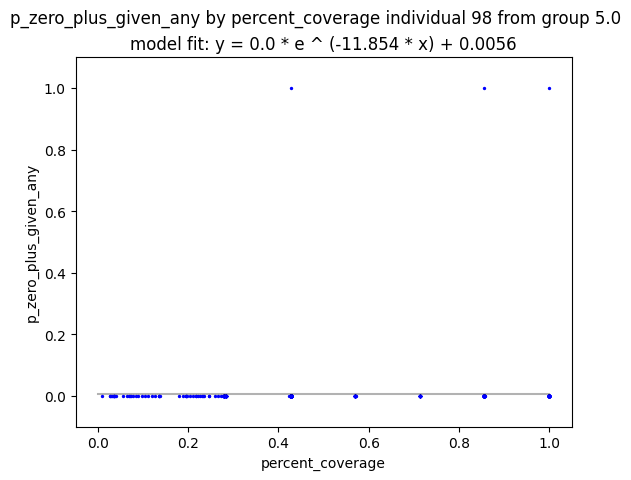 p_zero_plus_given_any by percent_coverage individual 98 from group 5.0
model fit: y = 0.0 * e ^ (-11.854 * x) + 0.0056
1.0
0.8
0.6
0.4
0.2
0.0
p_zero_plus_given_any
0.0 0.2 0.4 0.6 0.8 1.0
percent_coverage